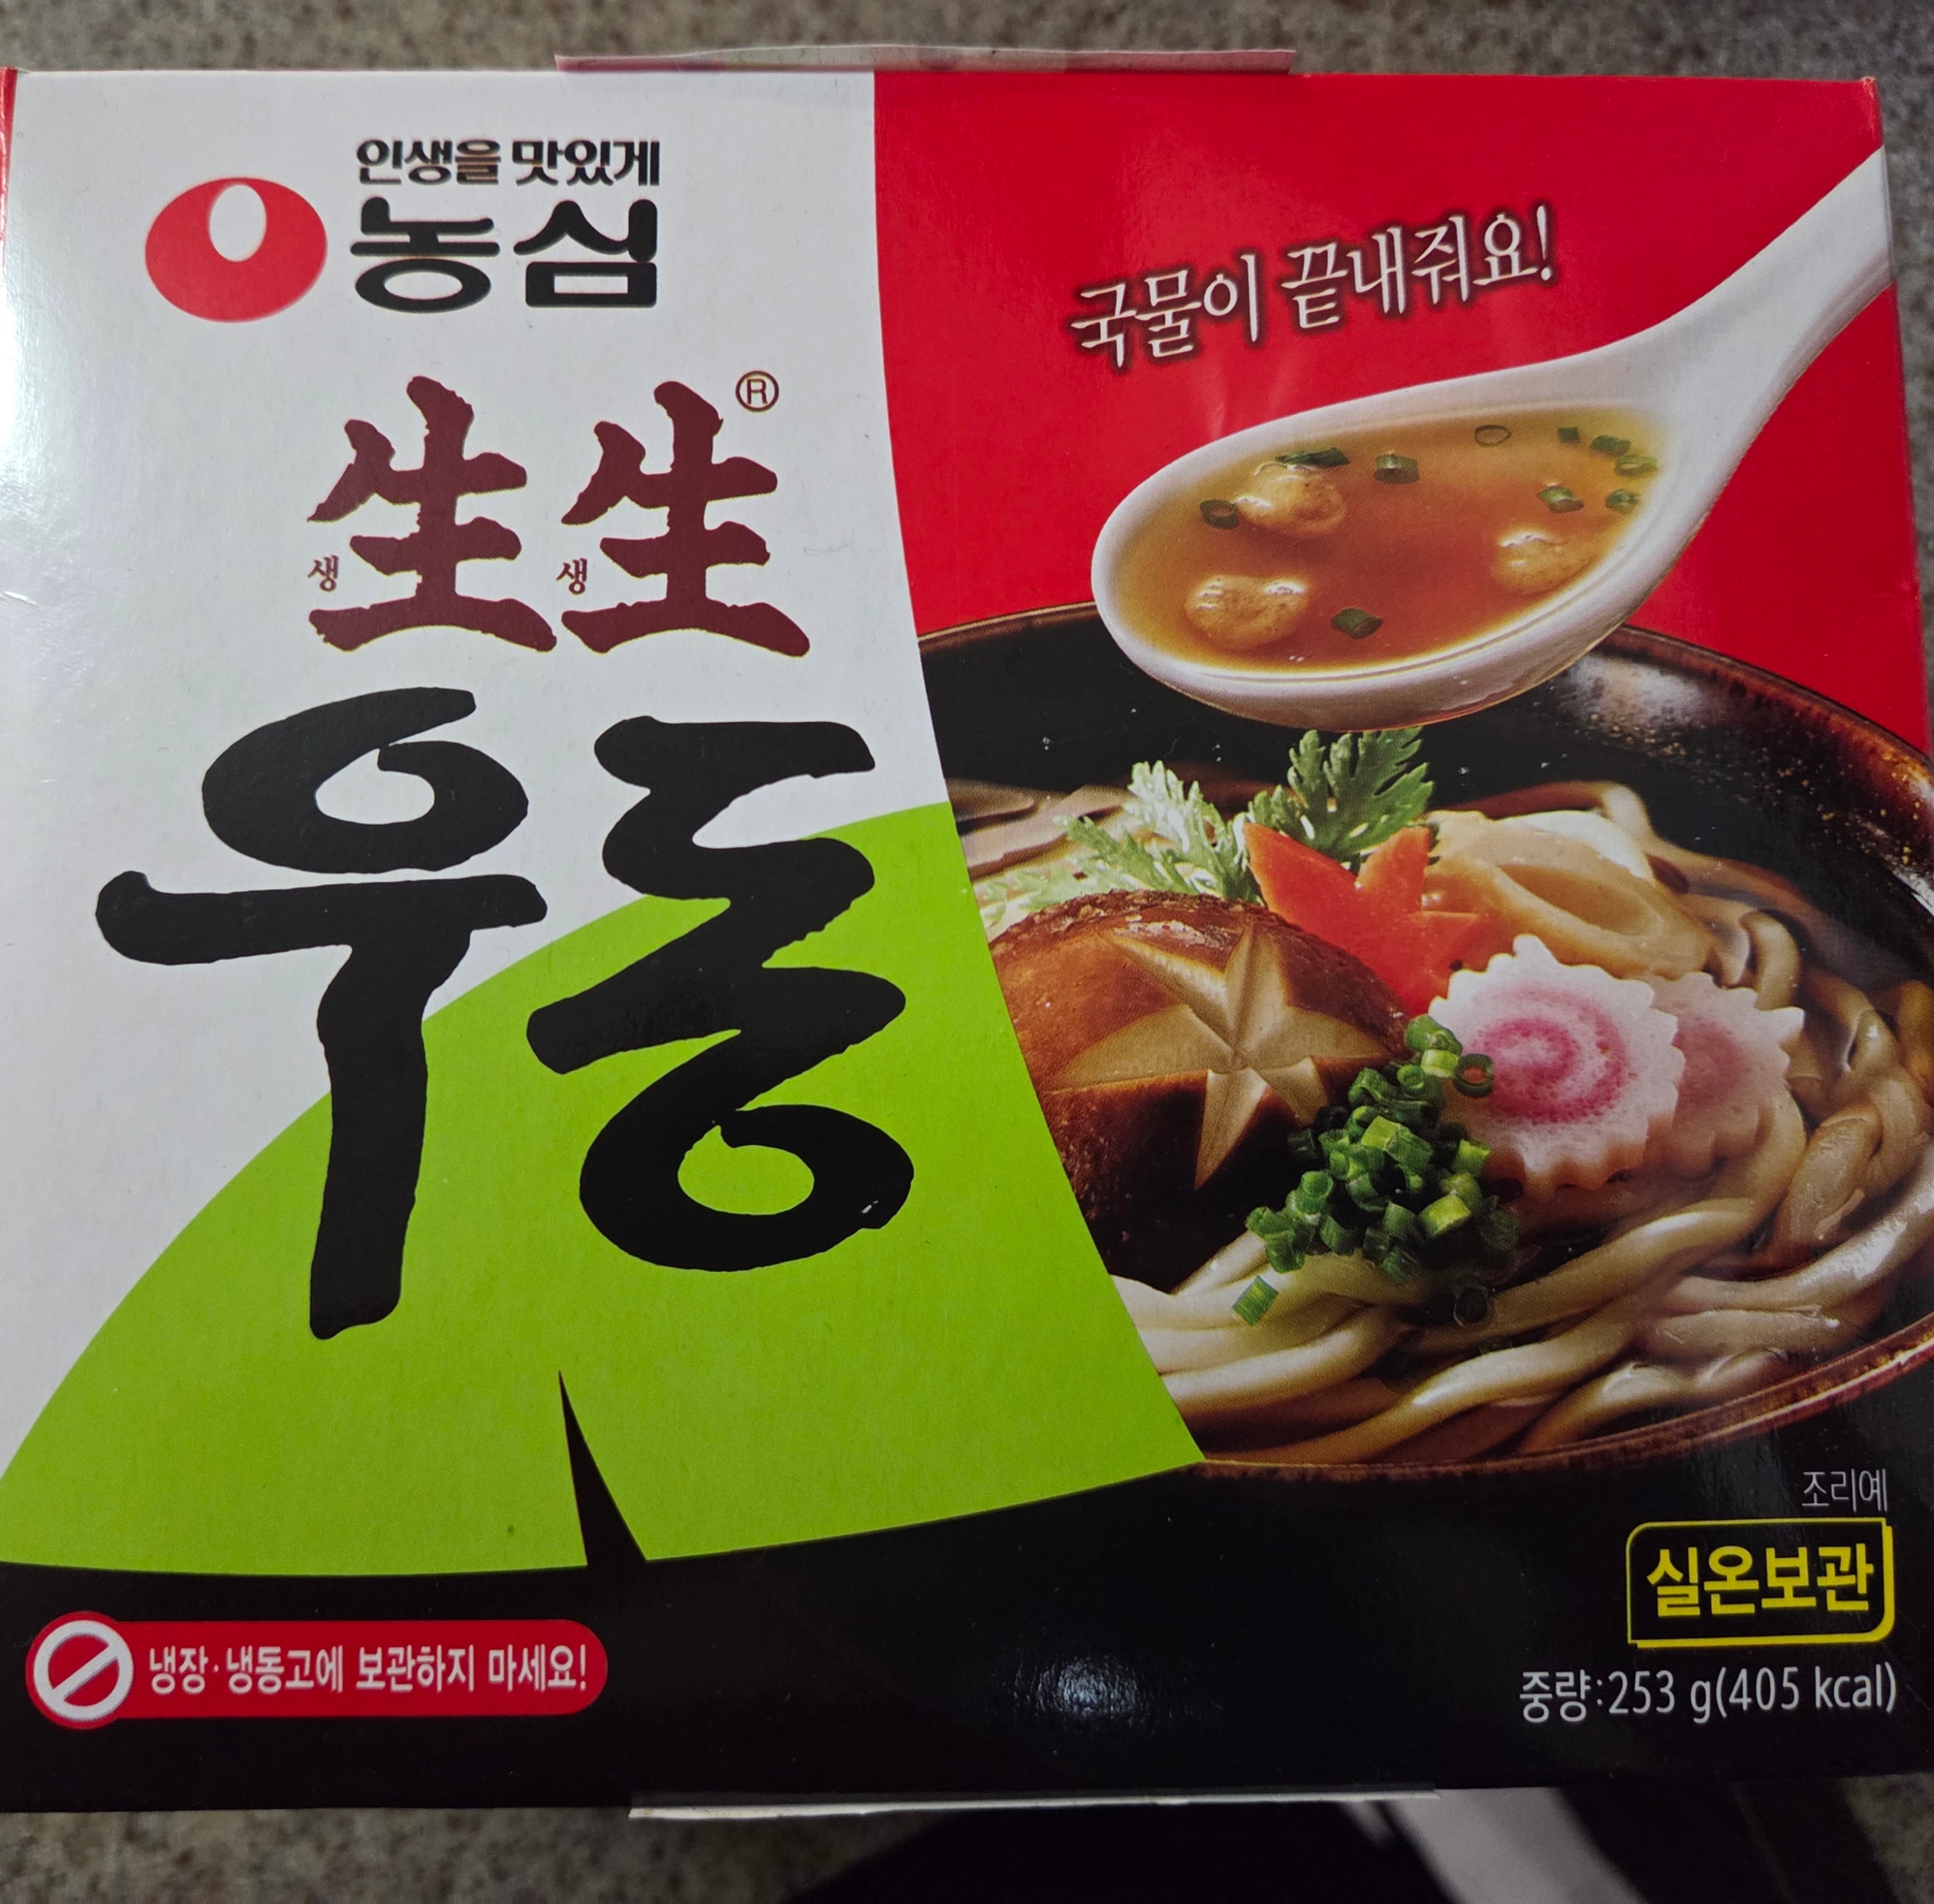 인생을 맛있게
농심
生生®
생 생
우동
국물이 끝내줘요!
조리예
실온보관
냉장·냉동고에 보관하지 마세요!
중량:253 g(405 kcal)